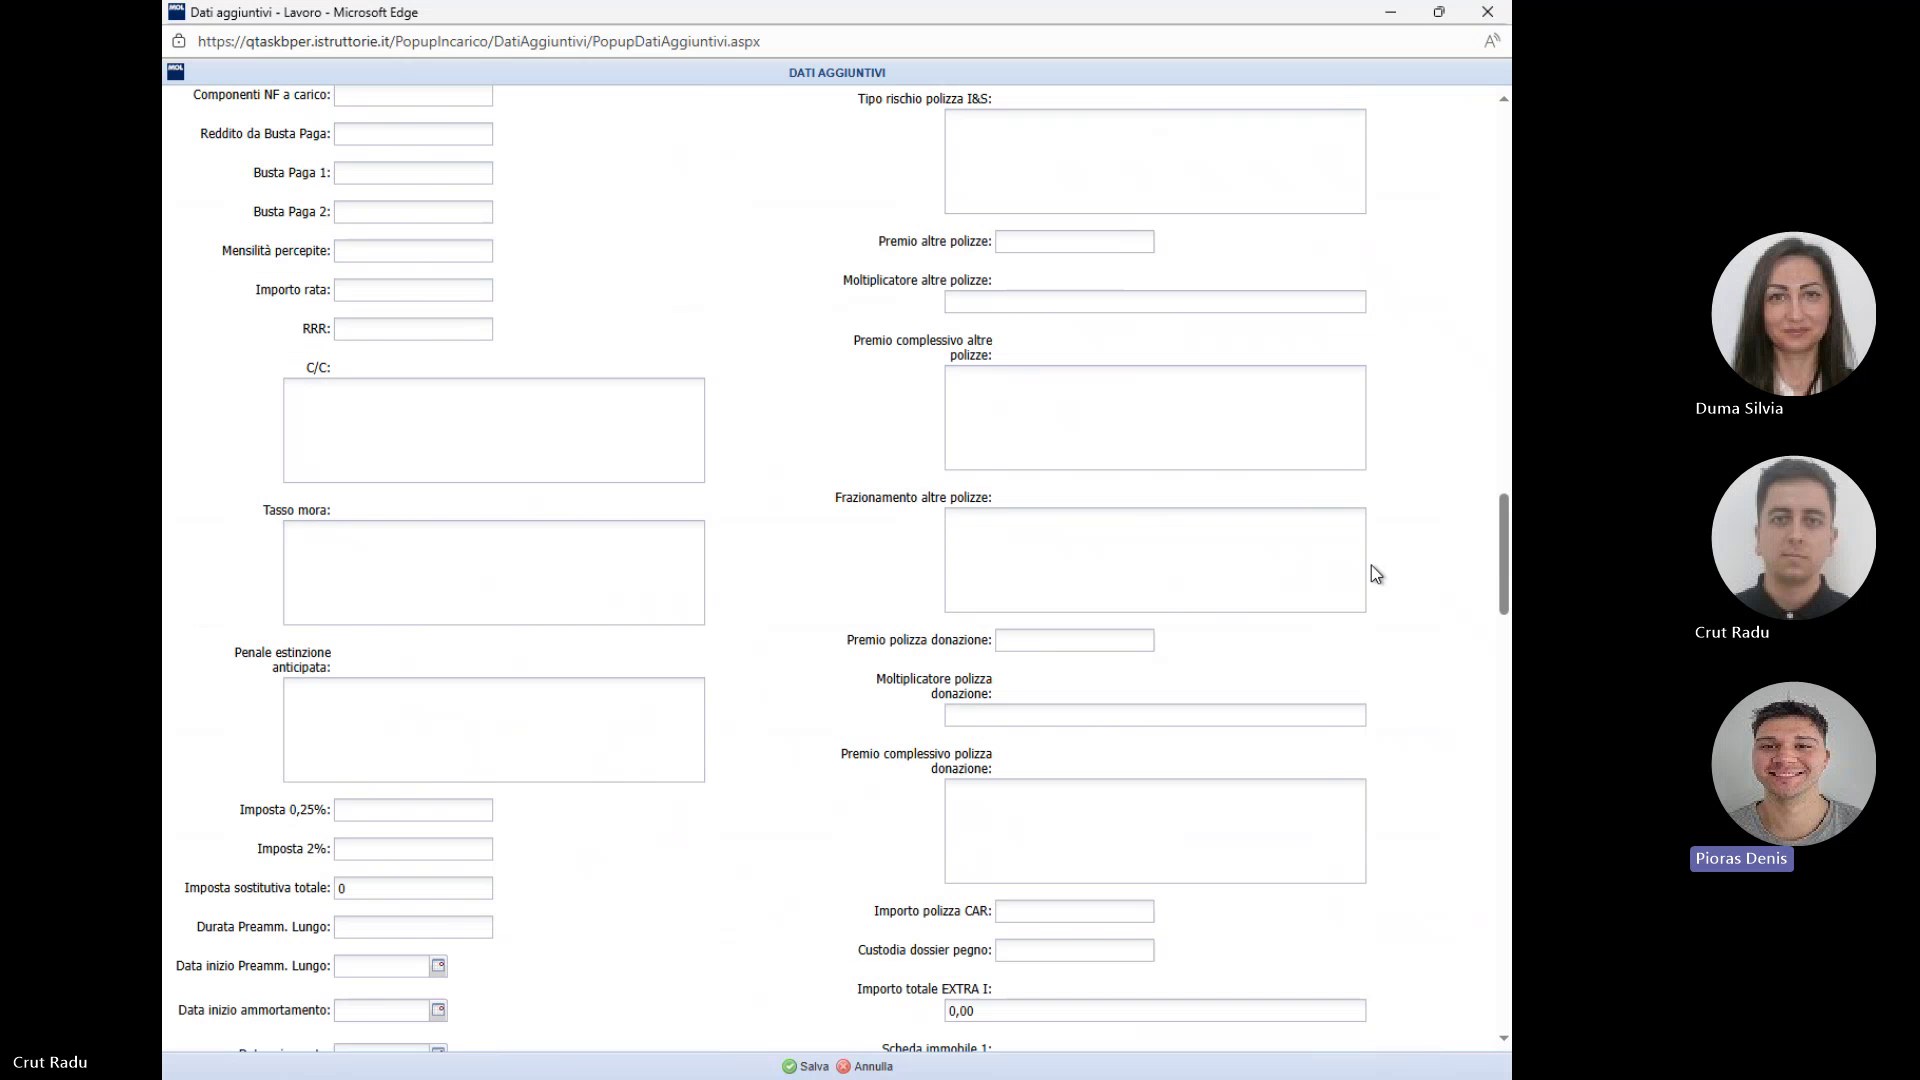 MOL Dati aggiuntivi - Lavoro - Microsoft Edge
https://qtaskbper.istruttorie.it/PopupIncarico/DatiAggiuntivi/PopupDatiAggiuntivi.aspx
MOL DATI AGGIUNTIVI
Componenti NF a carico:
Reddito da Busta Paga:
Busta Paga 1:
Busta Paga 2:
Mensilità percepite:
Importo rata:
RRR:
C/C:
Tasso mora:
Penale estinzione
anticipata:
Imposta 0,25%:
Imposta 2%:
Imposta sostitutiva totale: 0
Durata Preamm. Lungo:
Data inizio Preamm. Lungo:
Data inizio ammortamento:
Tipo rischio polizza I&S:
Premio altre polizze:
Moltiplicatore altre polizze:
Premio complessivo altre
polizze:
Frazionamento altre polizze:
Premio polizza donazione:
Moltiplicatore polizza
donazione:
Premio complessivo polizza
donazione:
Importo polizza CAR:
Custodia dossier pegno:
Importo totale EXTRA I:
0,00
Scheda immobile 1:
Salva Annulla
Duma Silvia
Crut Radu
Pioras Denis
Crut Radu